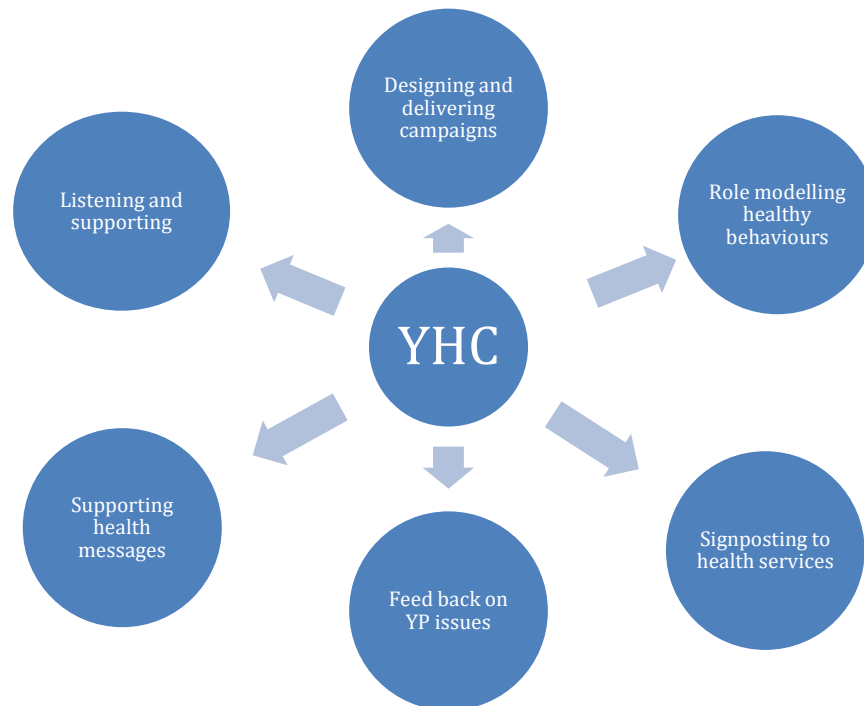 Designing and
delivering
campaigns
Listening and
supporting
Role modelling
healthy
behaviours
YHC
Supporting
health
messages
Signposting to
health services
Feed back on
YP issues